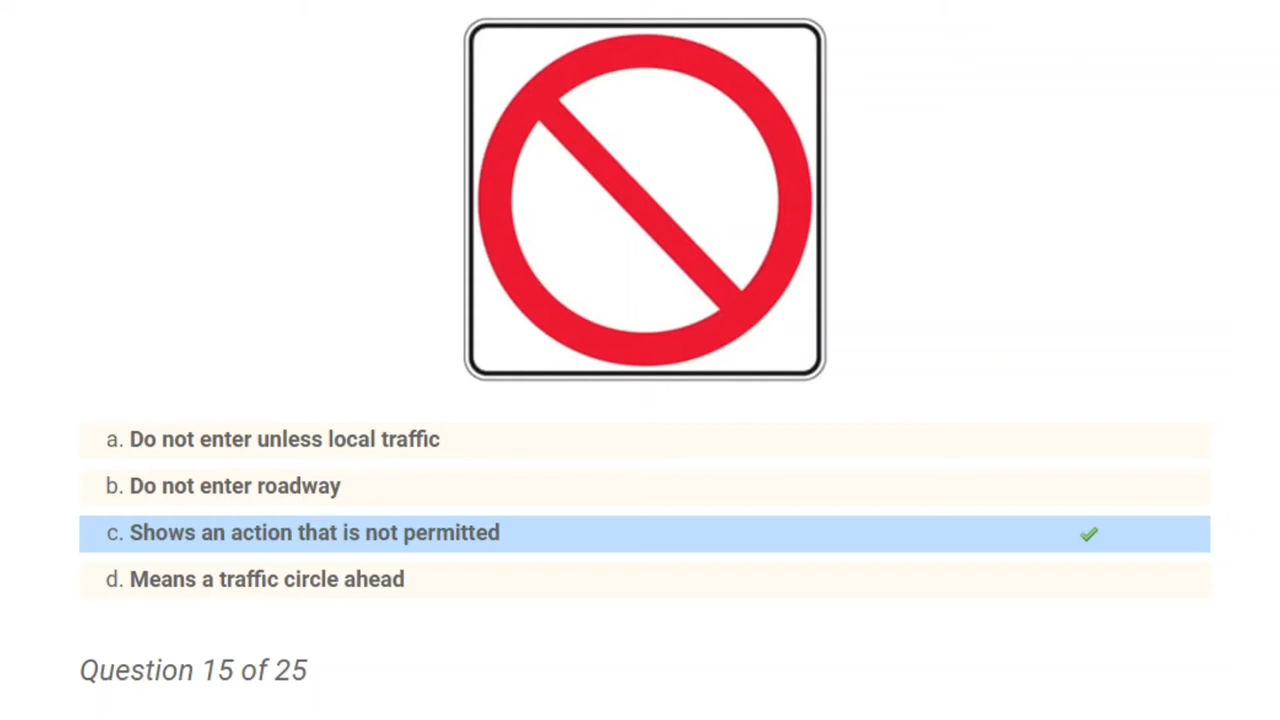 a. Do not enter unless local traffic
b. Do not enter roadway
c. Shows an action that is not permitted
d. Means a traffic circle ahead
Question 15 of 25